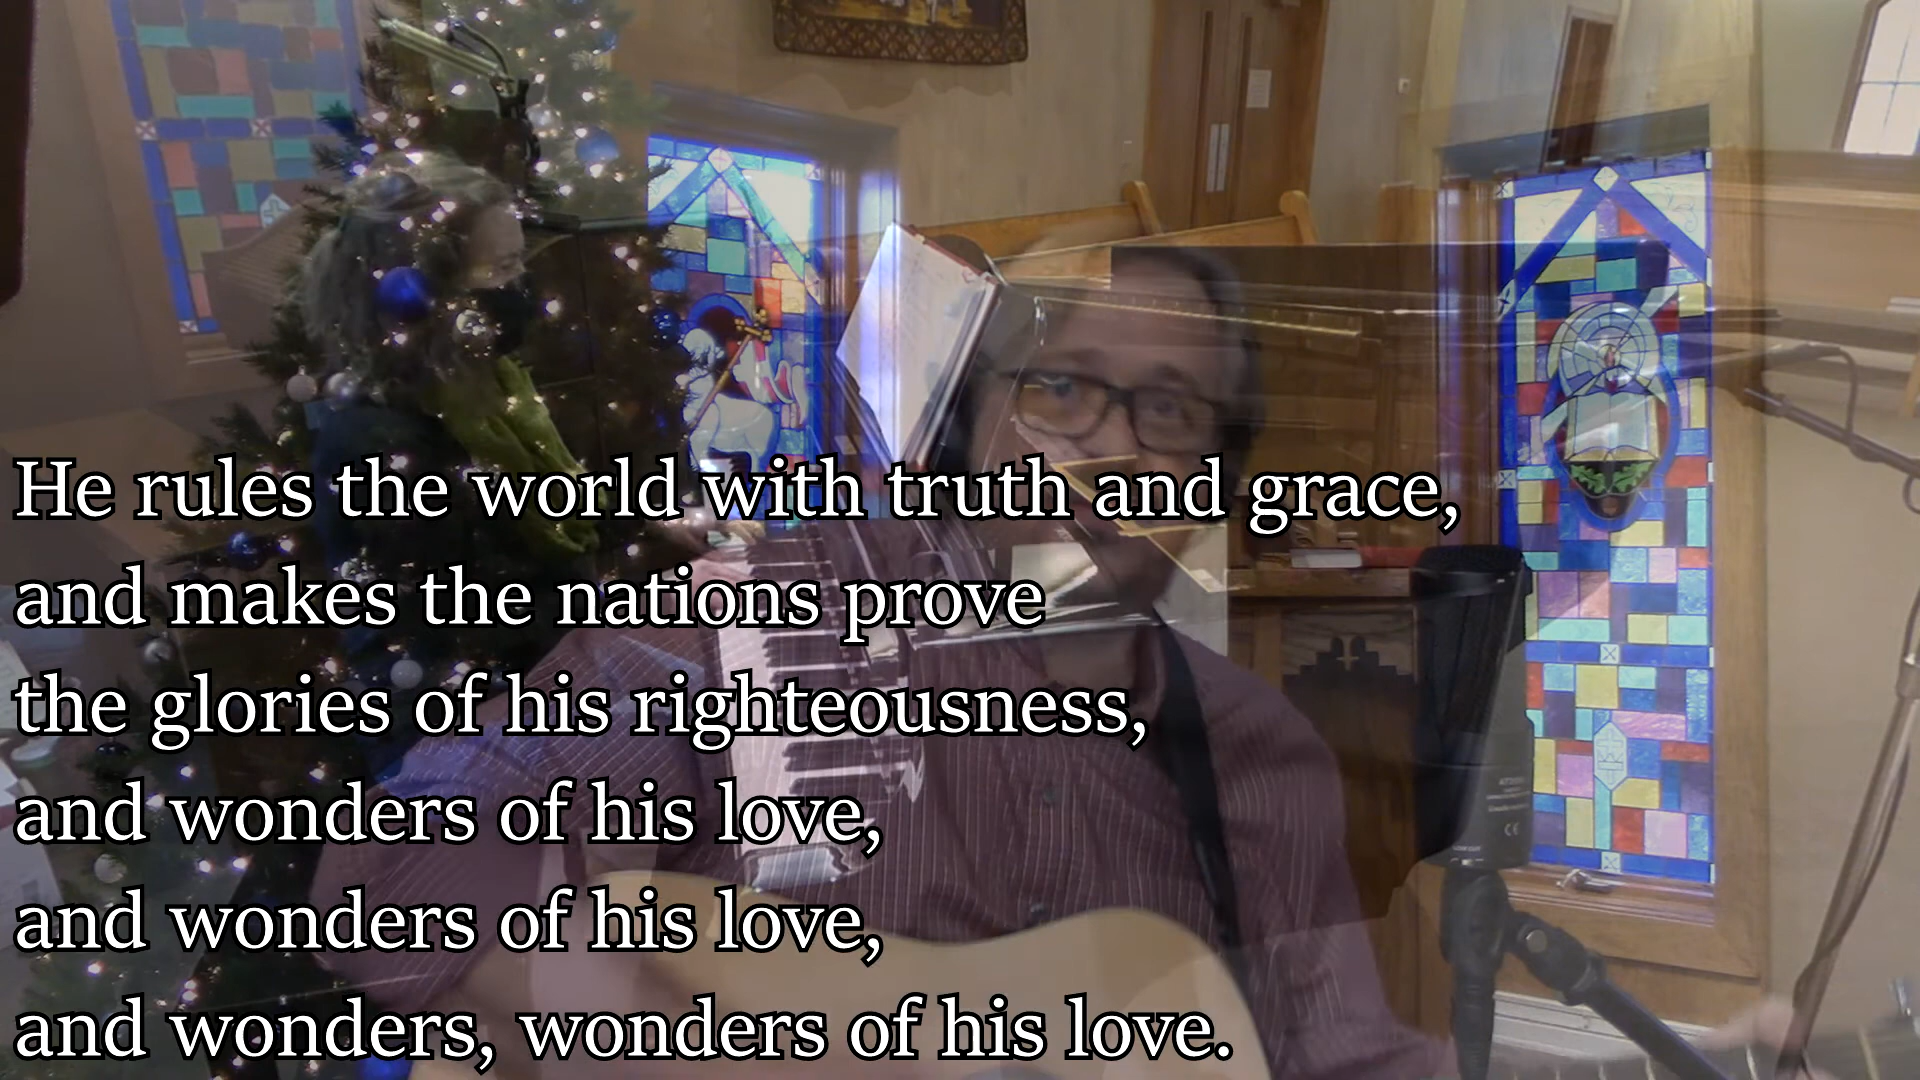 He rules the world with truth and grace,
and makes the nations prove
the glories of his righteousness,
and wonders of his love,
and wonders of his love,
and wonders, wonders of his love.